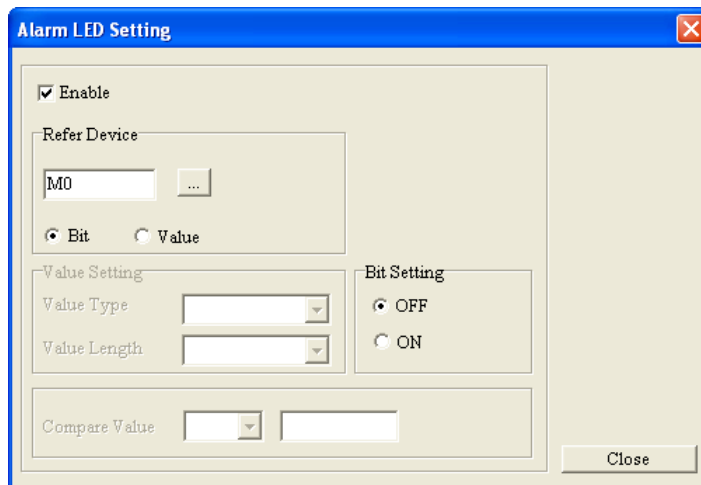 Alarm LED Setting
Enable
Refer Device
M0
...
Bit Value
Value Setting
Value Type
Value Length
Bit Setting
OFF
ON
Compare Value
Close